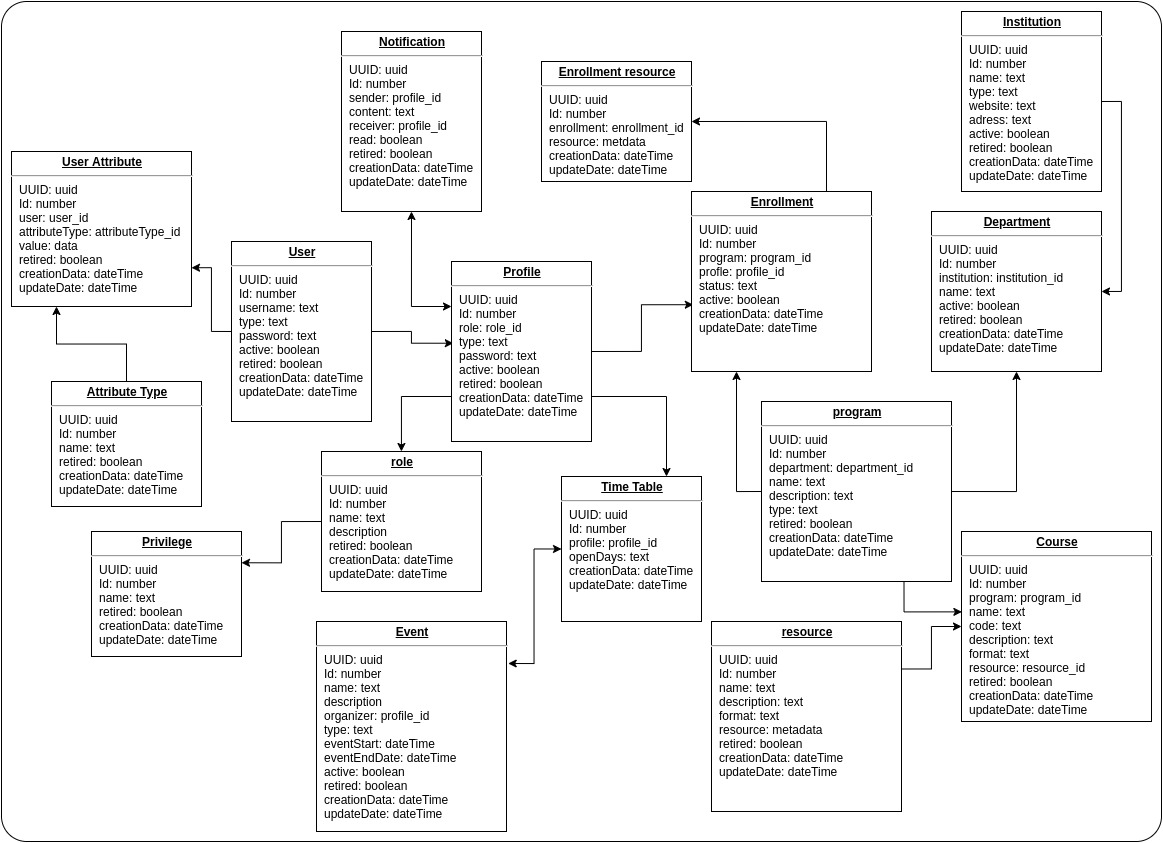 Institution
UUID: uuid
Id: number
name: text
type: text
website: text
adress: text
active: boolean
retired: boolean
creationData: dateTime
updateDate: dateTime
Notification
UUID: uuid
Id: number
sender: profile_id
content: text
receiver: profile_id
read: boolean
retired: boolean
creationData: dateTime
updateDate: dateTime
Enrollment resource
UUID: uuid
Id: number
enrollment: enrollment_id
resource: metdata
creationData: dateTime
updateDate: dateTime
User Attribute
UUID: uuid
Id: number
user: user_id
attributeType: attributeType_id
value: data
retired: boolean
creationData: dateTime
updateDate: dateTime
User
UUID: uuid
Id: number
username: text
type: text
password: text
active: boolean
retired: boolean
creationData: dateTime
updateDate: dateTime
Profile
UUID: uuid
Id: number
role: role_id
type: text
password: text
active: boolean
retired: boolean
creationData: dateTime
updateDate: dateTime
Enrollment
UUID: uuid
Id: number
program: program_id
profle: profile_id
status: text
active: boolean
creationData: dateTime
updateDate: dateTime
Department
UUID: uuid
Id: number
institution: institution_id
name: text
active: boolean
retired: boolean
creationData: dateTime
updateDate: dateTime
Attribute Type
UUID: uuid
Id: number
name: text
retired: boolean
creationData: dateTime
updateDate: dateTime
role
UUID: uuid
Id: number
name: text
description
retired: boolean
creationData: dateTime
updateDate: dateTime
Time Table
UUID: uuid
Id: number
profile: profile_id
openDays: text
creationData: dateTime
updateDate: dateTime
program
UUID: uuid
Id: number
department: department_id
name: text
description: text
type: text
retired: boolean
creationData: dateTime
updateDate: dateTime
Privilege
UUID: uuid
Id: number
name: text
retired: boolean
creationData: dateTime
updateDate: dateTime
Event
UUID: uuid
Id: number
name: text
description
organizer: profile_id
type: text
eventStart: dateTime
eventEndDate: dateTime
active: boolean
retired: boolean
creationData: dateTime
updateDate: dateTime
resource
UUID: uuid
Id: number
name: text
description: text
format: text
resource: metadata
retired: boolean
creationData: dateTime
updateDate: dateTime
Course
UUID: uuid
Id: number
program: program_id
name: text
code: text
description: text
format: text
resource: resource_id
retired: boolean
creationData: dateTime
updateDate: dateTime